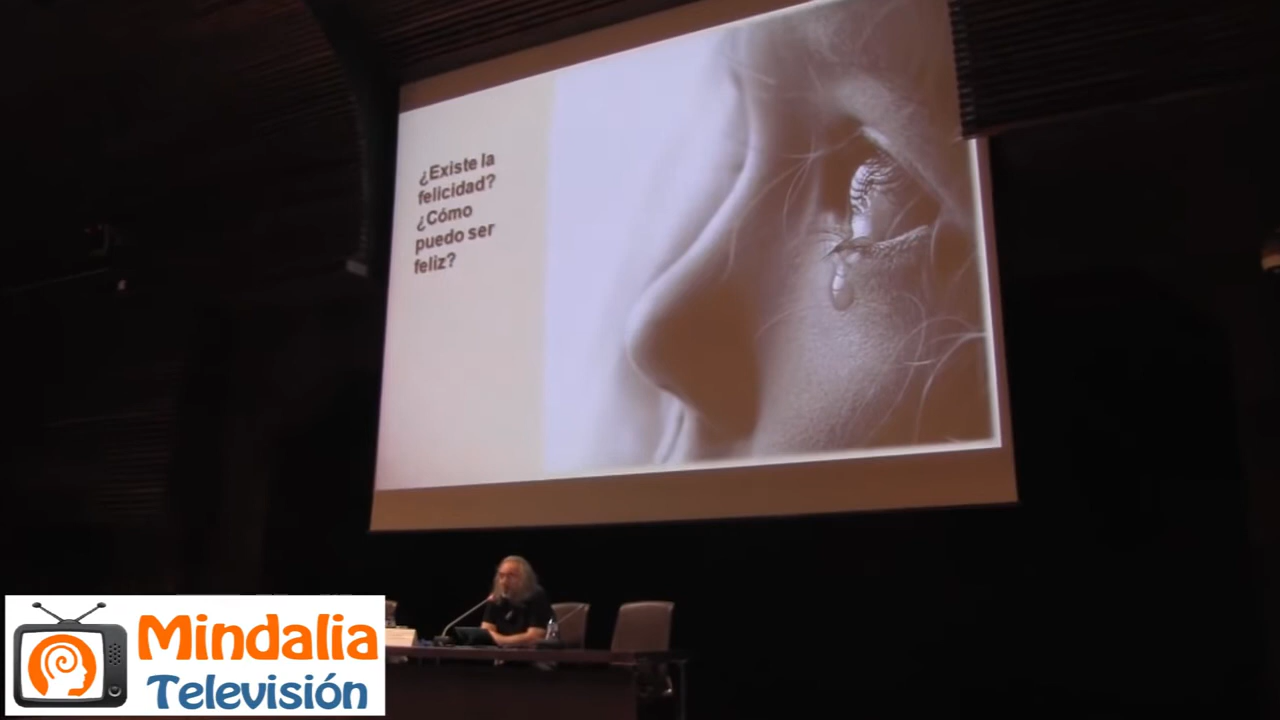 ¿Existe la
felicidad?
¿Cómo
puedo ser
feliz?
Mindalia
Televisión